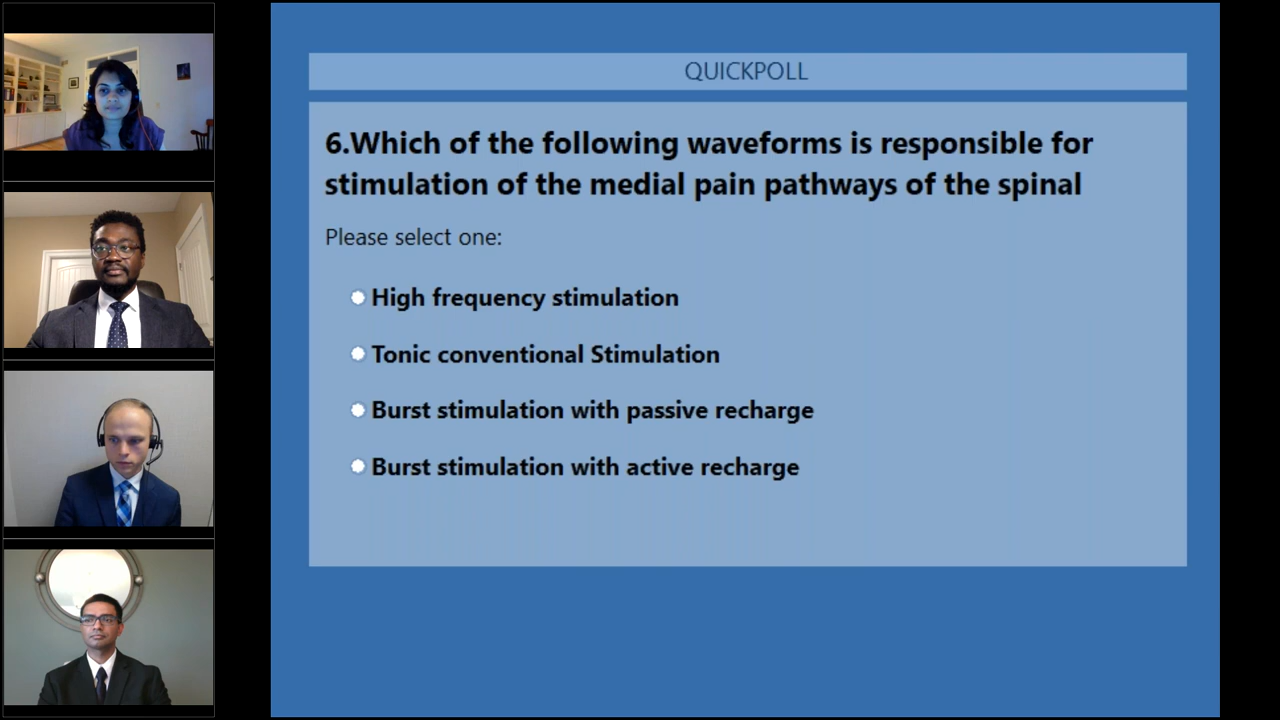 QUICKPOLL
6.Which of the following waveforms is responsible for
stimulation of the medial pain pathways of the spinal
Please select one:
High frequency stimulation
Tonic conventional Stimulation
Burst stimulation with passive recharge
Burst stimulation with active recharge